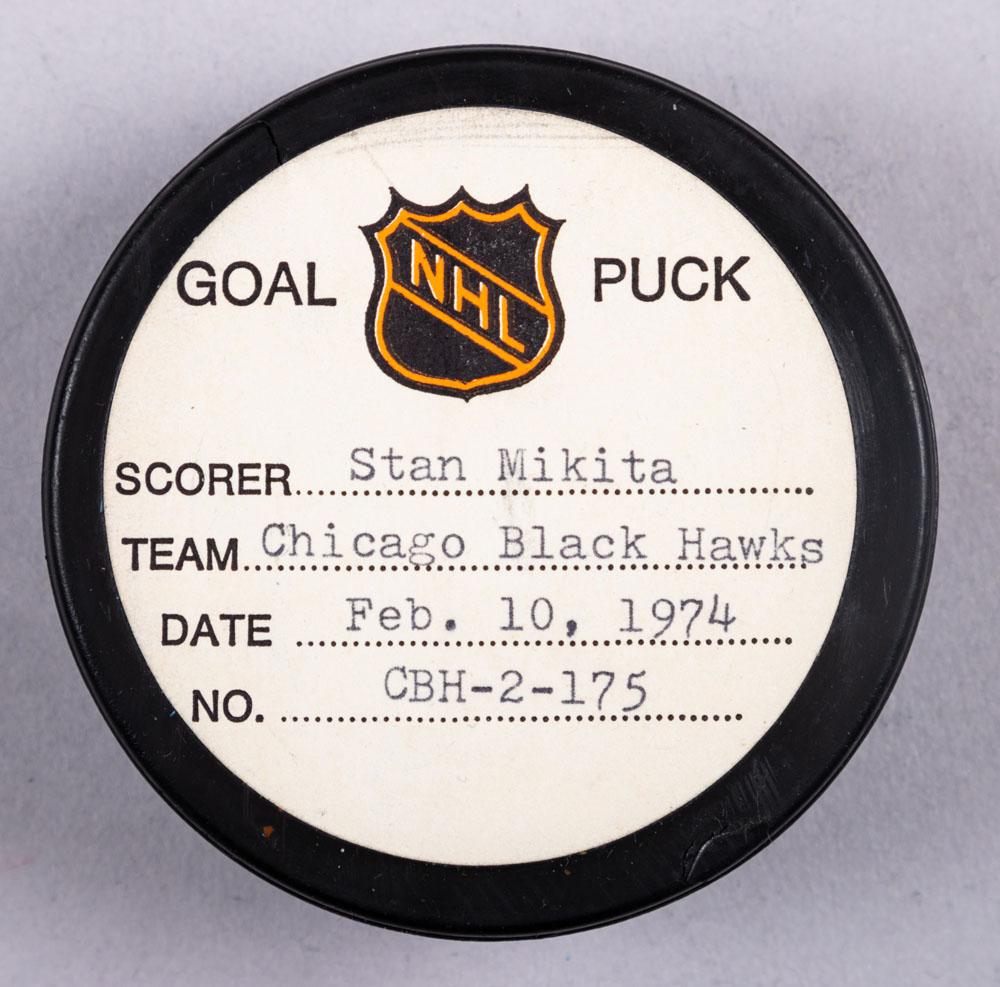 GOAL NHL PUCK
SCORER Stan Mikita
TEAM Chicago Black Hawks
DATE Feb. 10, 1974
NO. CBH-2-175